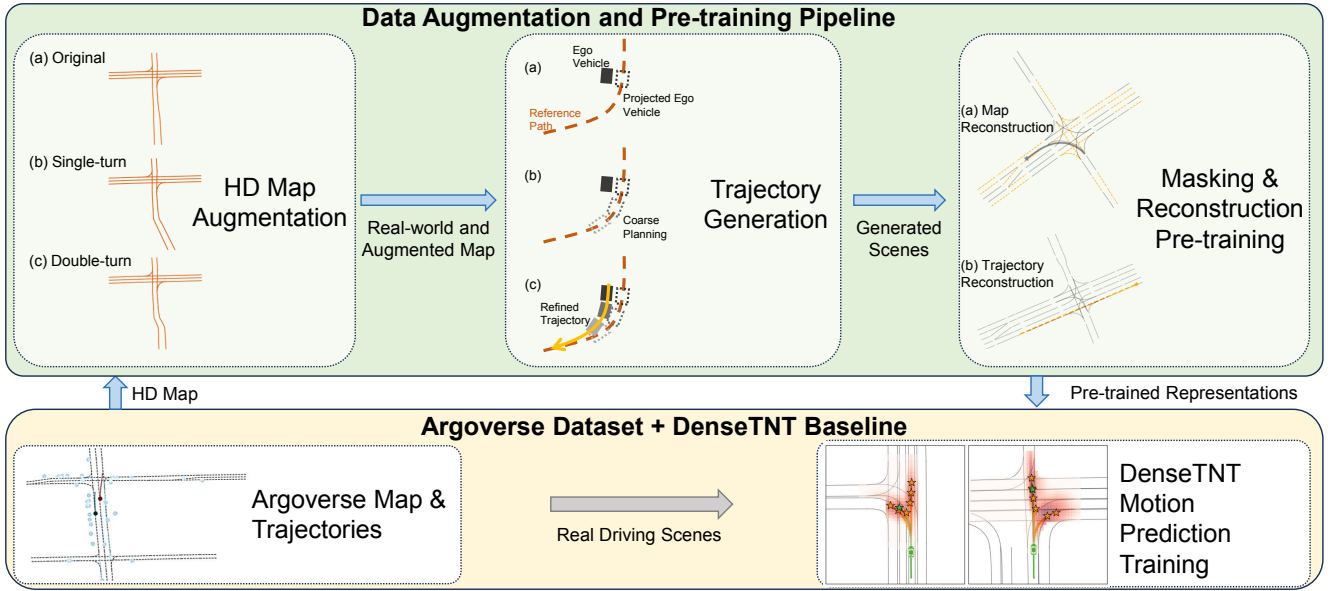 Data Augmentation and Pre-training Pipeline
(a) Original
(b) Single-turn
(c) Double-turn
HD Map
Augmentation
Real-world and
Augmented Map
(a)
Ego
Vehicle
Projected Ego
Vehicle
Reference
Path
(b)
Coarse
Planning
(c)
Refined
Trajectory
Trajectory
Generation
Generated
Scenes
(a) Map
Reconstruction
(b) Trajectory
Reconstruction
Masking &
Reconstruction
Pre-training
HD Map
Pre-trained Representations
Argoverse Dataset + DenseTNT Baseline
Argoverse Map &
Trajectories
Real Driving Scenes
DenseTNT
Motion
Prediction
Training